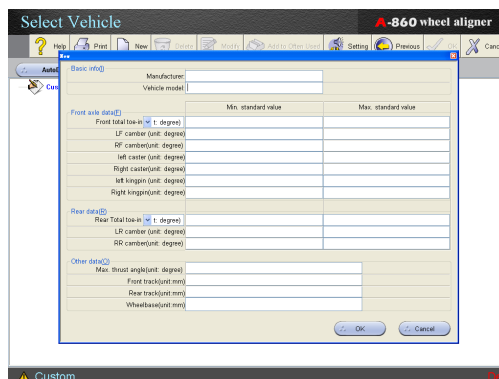 Select Vehicle
A-860 wheel aligner
Help Print New Delete Modify Add to Often Used Setting Previous OK Canc
New
Basic info(I)
Manufacturer:
Vehicle model:
Min. standard value Max. standard value
Front axle data(F)
Front total toe-in t: degree)
LF camber (unit: degree)
RF camber(unit: degree)
left caster (unit: degree)
Right caster(unit: degree)
left kingpin (unit: degree)
Right kingpin(unit: degree)
Rear data(R)
Rear Total toe-in t: degree)
LR camber (unit: degree)
RR camber(unit: degree)
Other data(O)
Max. thrust angle(unit: degree)
Front track(unit:mm)
Rear track(unit:mm)
Wheelbase(unit:mm)
OK Cancel
Auto
Cus
Custom